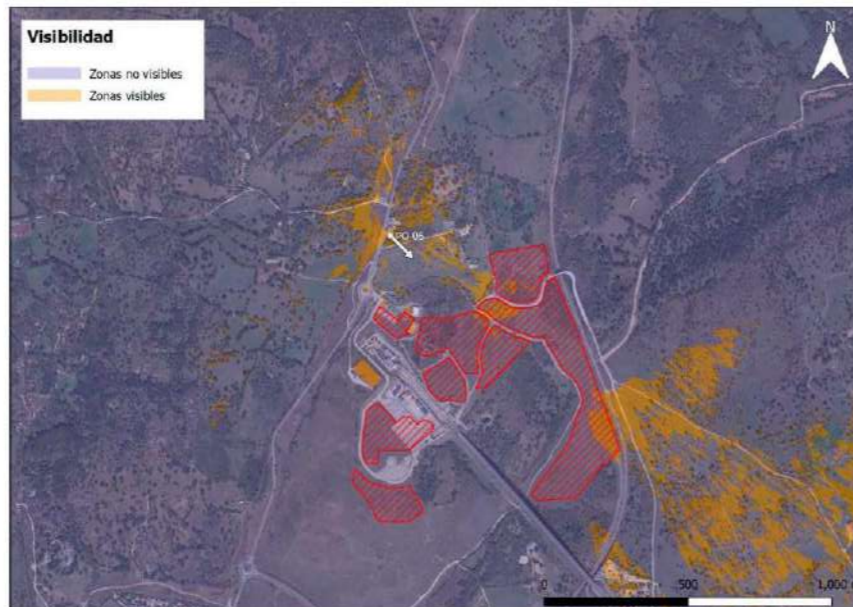 Visibilidad
Zonas no visibles
Zonas visibles
N
PO 05
0 500 1,000